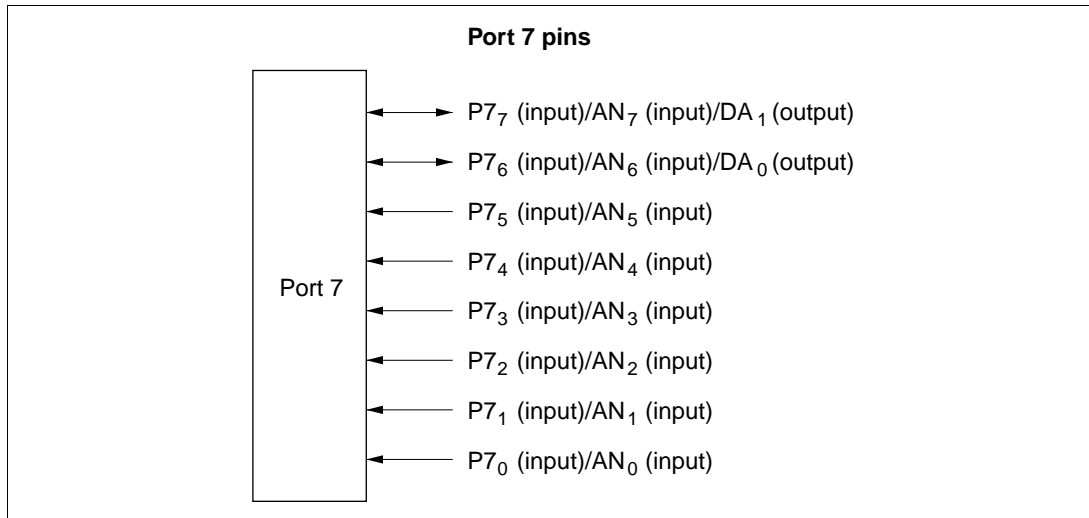 Port 7 pins
P7₇ (input)/AN₇ (input)/DA₁ (output)
P7₆ (input)/AN₆ (input)/DA₀ (output)
P7₅ (input)/AN₅ (input)
P7₄ (input)/AN₄ (input)
Port 7
P7₃ (input)/AN₃ (input)
P7₂ (input)/AN₂ (input)
P7₁ (input)/AN₁ (input)
P7₀ (input)/AN₀ (input)